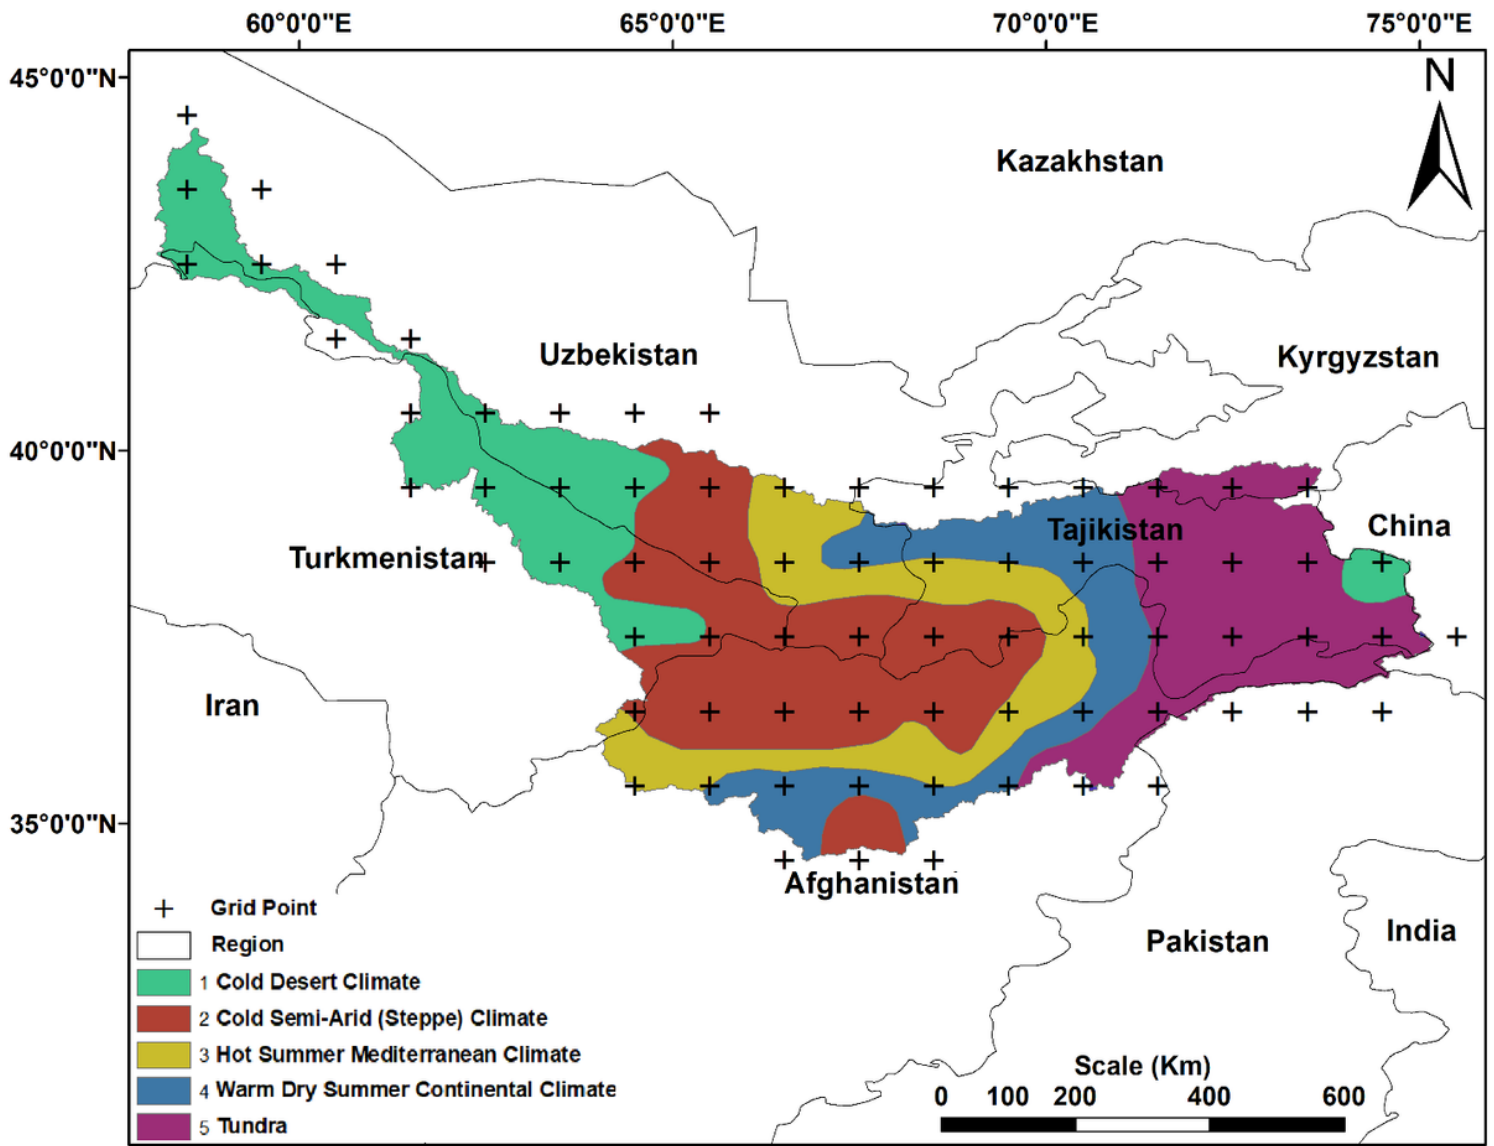 60°0'0"E 65°0'0"E 70°0'0"E 75°0'0"E
45°0'0"N
N
Kazakhstan
Uzbekistan
Kyrgyzstan
40°0'0"N
China
Tajikistan
Turkmenistan
Iran
35°0'0"N
Afghanistan
Grid Point
Pakistan
India
Region
1 Cold Desert Climate
2 Cold Semi-Arid (Steppe) Climate
3 Hot Summer Mediterranean Climate
4 Warm Dry Summer Continental Climate
5 Tundra
Scale (Km)
0 100 200 400 600